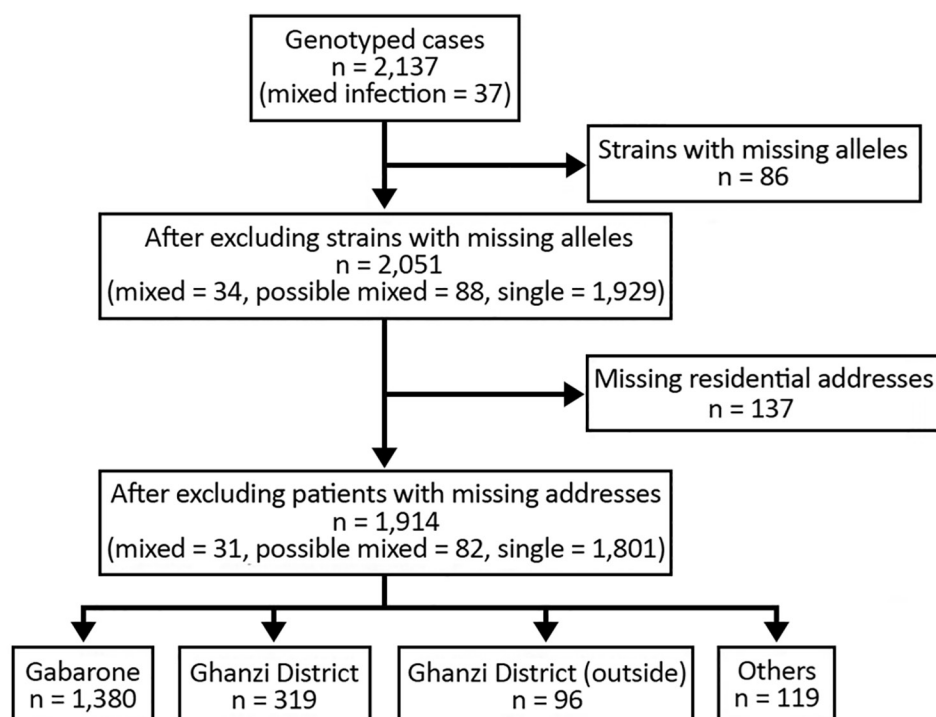 Genotyped cases
n = 2,137
(mixed infection = 37)
Strains with missing alleles
n = 86
After excluding strains with missing alleles
n = 2,051
(mixed = 34, possible mixed = 88, single = 1,929)
Missing residential addresses
n = 137
After excluding patients with missing addresses
n = 1,914
(mixed = 31, possible mixed = 82, single = 1,801)
Gabarone
n = 1,380
Ghanzi District
n = 319
Ghanzi District (outside)
n = 96
Others
n = 119